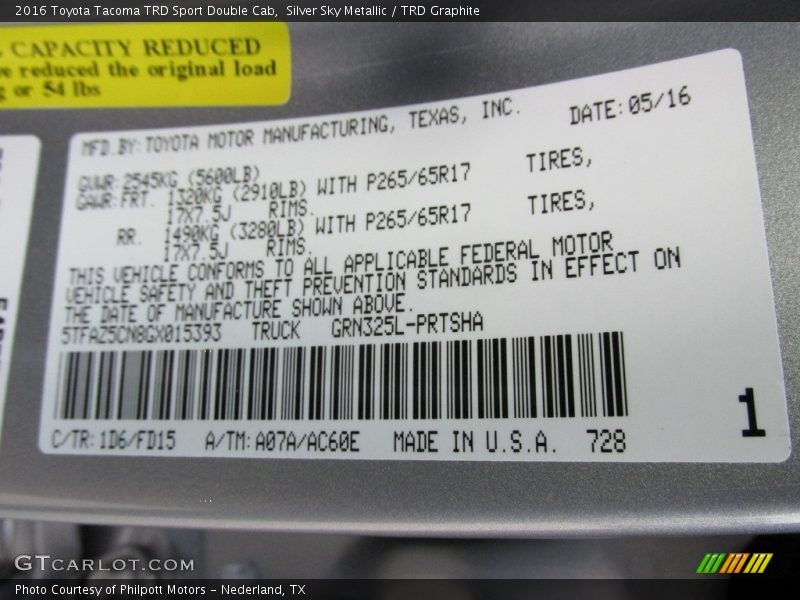 2016 Toyota Tacoma TRD Sport Double Cab,  Silver Sky Metallic / TRD Graphite
CAPACITY REDUCED
reduced the original load
or 54 lbs
MFD.BY:TOYOTA MOTOR MANUFACTURING, TEXAS, INC. DATE:05/16
GVWR:2545KG (5600LB)
GAWR:FRT. 1320KG (2910LB) WITH P265/65R17 TIRES,
17X7.5J RIMS.
RR. 1490KG (3280LB) WITH P265/65R17 TIRES,
17X7.5J RIMS.
THIS VEHICLE CONFORMS TO ALL APPLICABLE FEDERAL MOTOR
VEHICLE SAFETY AND THEFT PREVENTION STANDARDS IN EFFECT ON
THE DATE OF MANUFACTURE SHOWN ABOVE.
5TFAZ5CN8GX015393 TRUCK GRN325L-PRTSHA
C/TR:1D6/FD15 A/TM:A07A/AC60E MADE IN U.S.A. 728
1
GTCARLOT.COM
Photo Courtesy of Philpott Motors - Nederland, TX